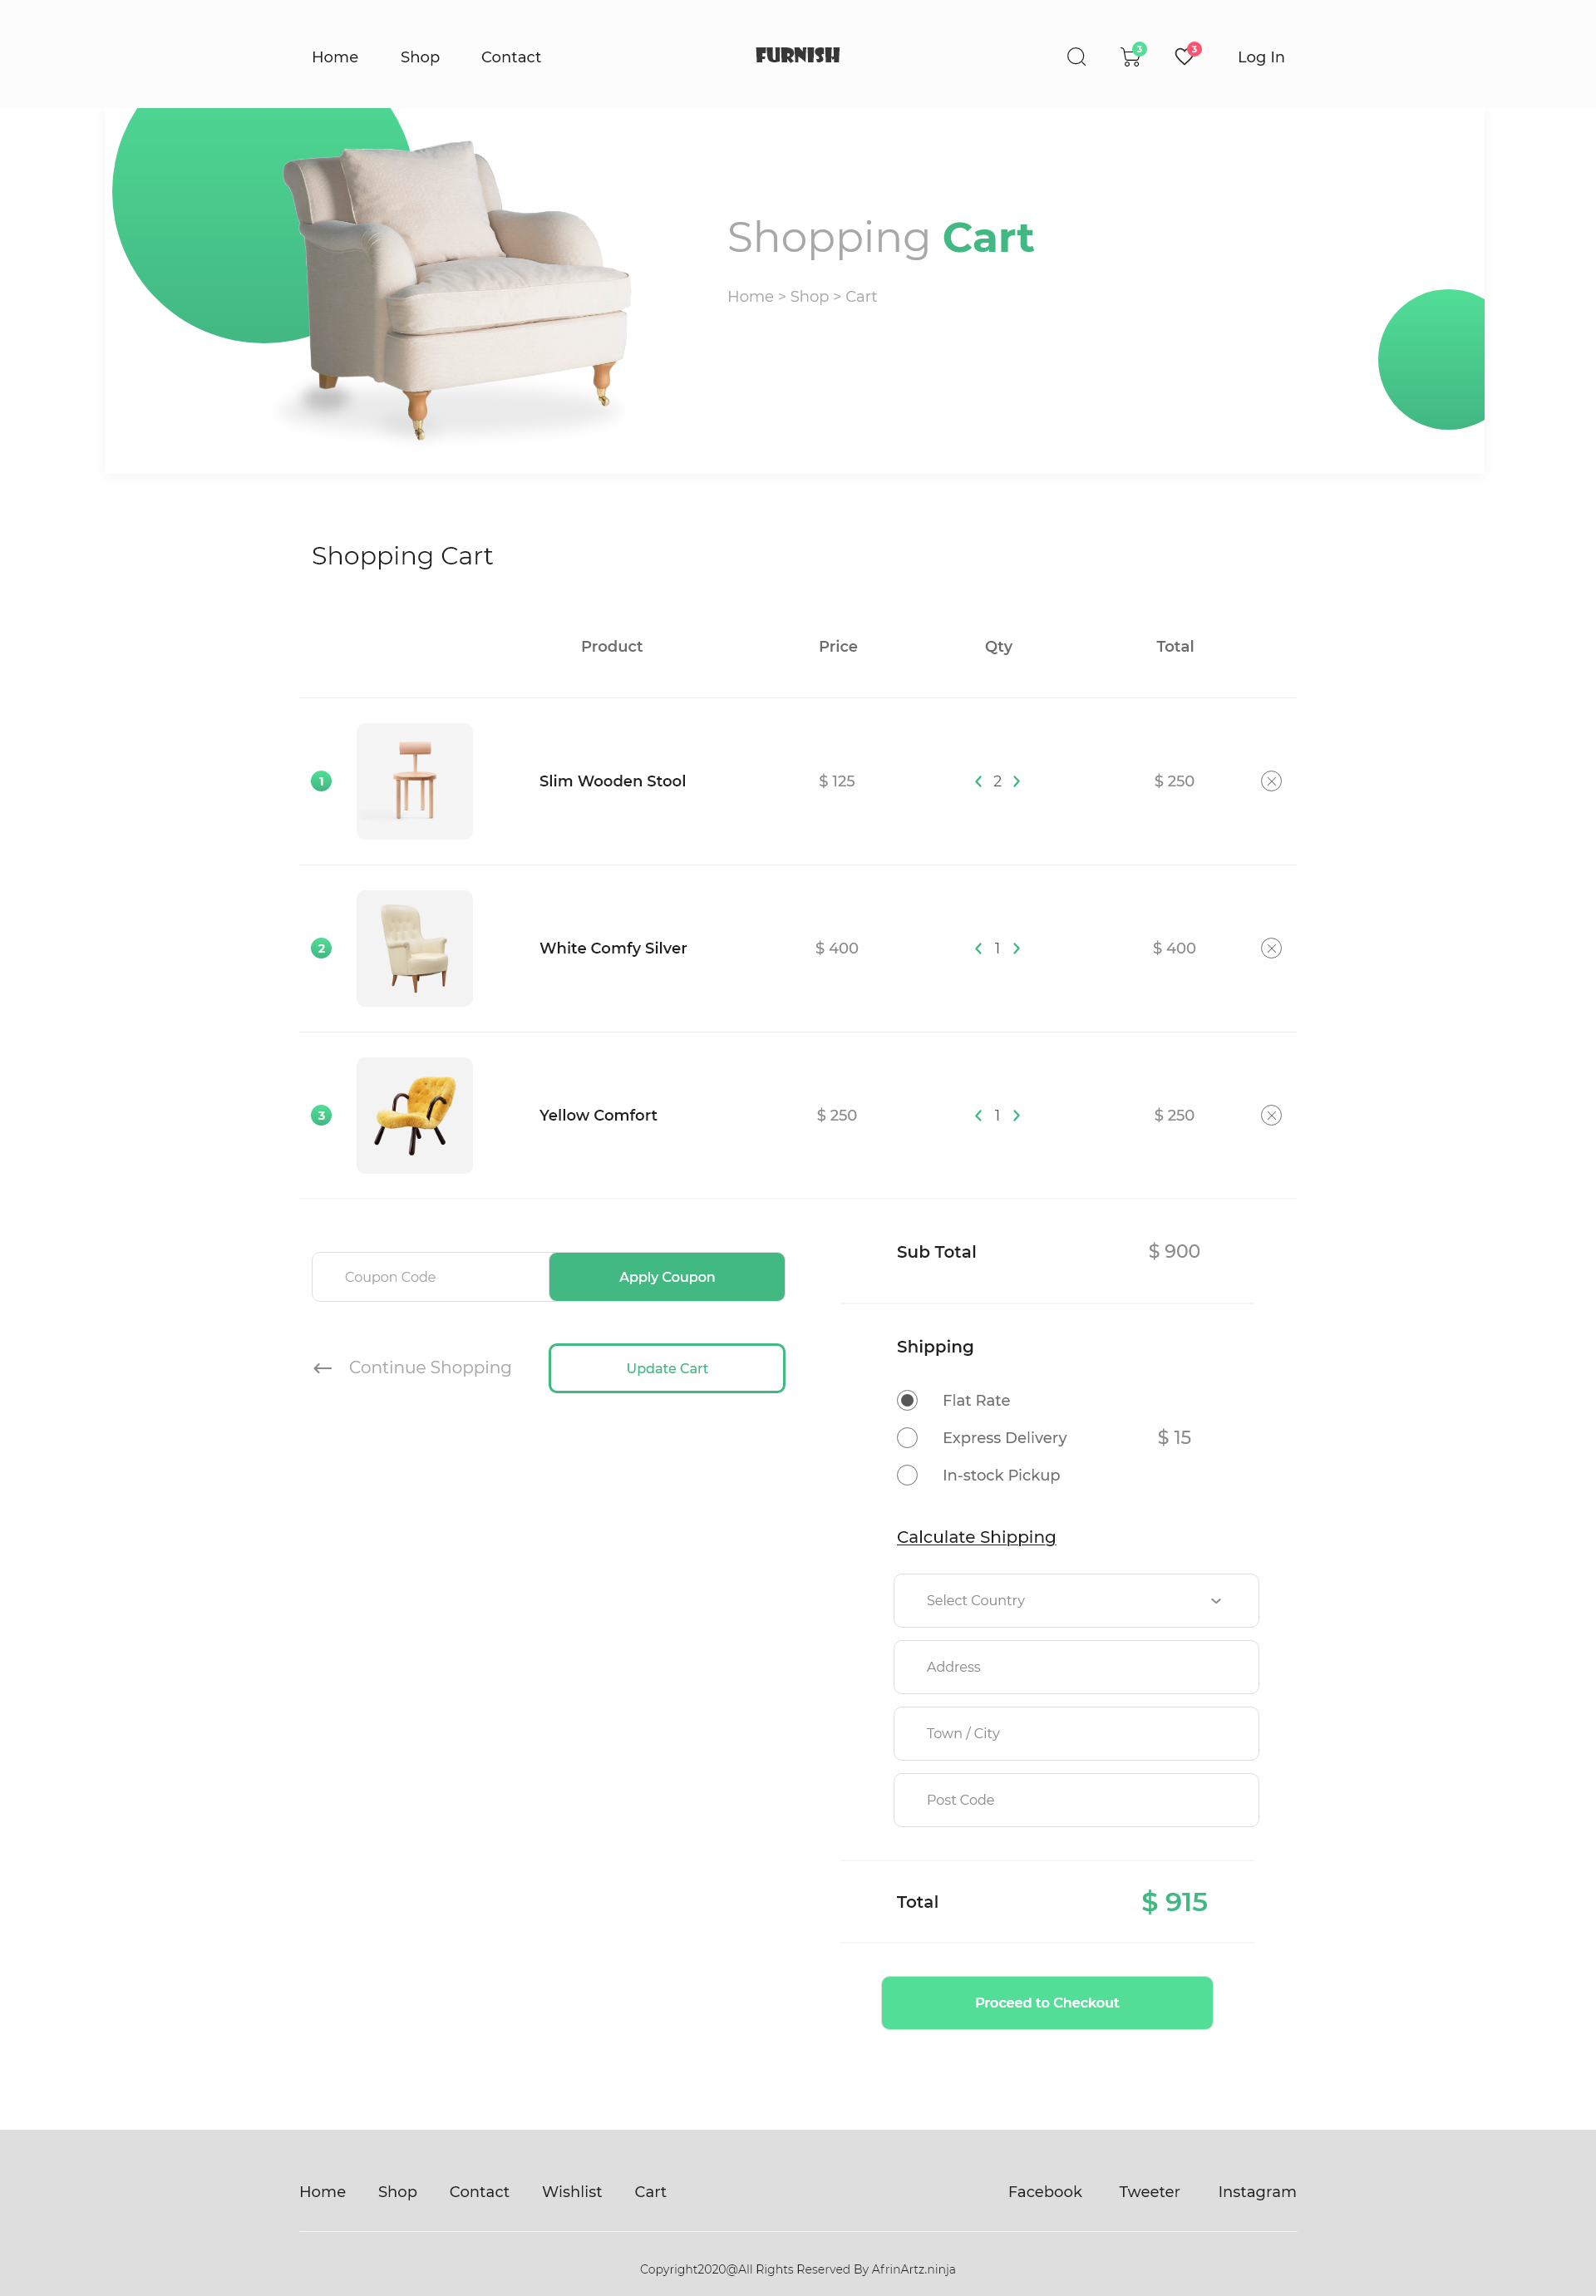 Home Shop Contact FURNISH 3 3 Log In
Shopping Cart
Home > Shop > Cart
Shopping Cart
Product Price Qty Total
1 Slim Wooden Stool $ 125 2 $ 250
2 White Comfy Silver $ 400 1 $ 400
3 Yellow Comfort $ 250 1 $ 250
Sub Total $ 900
Coupon Code Apply Coupon
Shipping
Continue Shopping Update Cart
Flat Rate
Express Delivery $ 15
In-stock Pickup
Calculate Shipping
Select Country
Address
Town / City
Post Code
Total $ 915
Proceed to Checkout
Home Shop Contact Wishlist Cart Facebook Tweeter Instagram
Copyright2020@All Rights Reserved By AfrinArtz.ninja